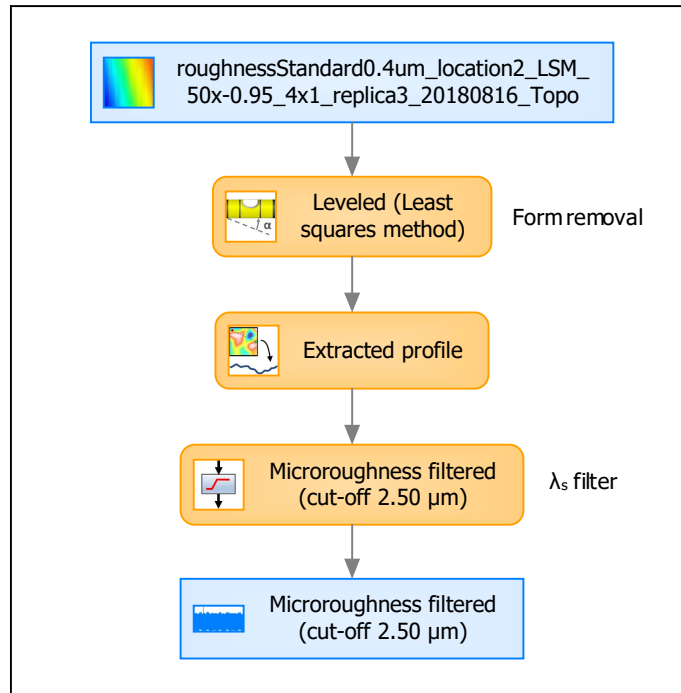 roughnessStandard0.4um_location2_LSM_
50x-0.95_4x1_replica3_20180816_Topo
Leveled (Least
squares method)
Form removal
α
Extracted profile
Microroughness filtered
(cut-off 2.50 µm)
λₛ filter
Microroughness filtered
(cut-off 2.50 µm)